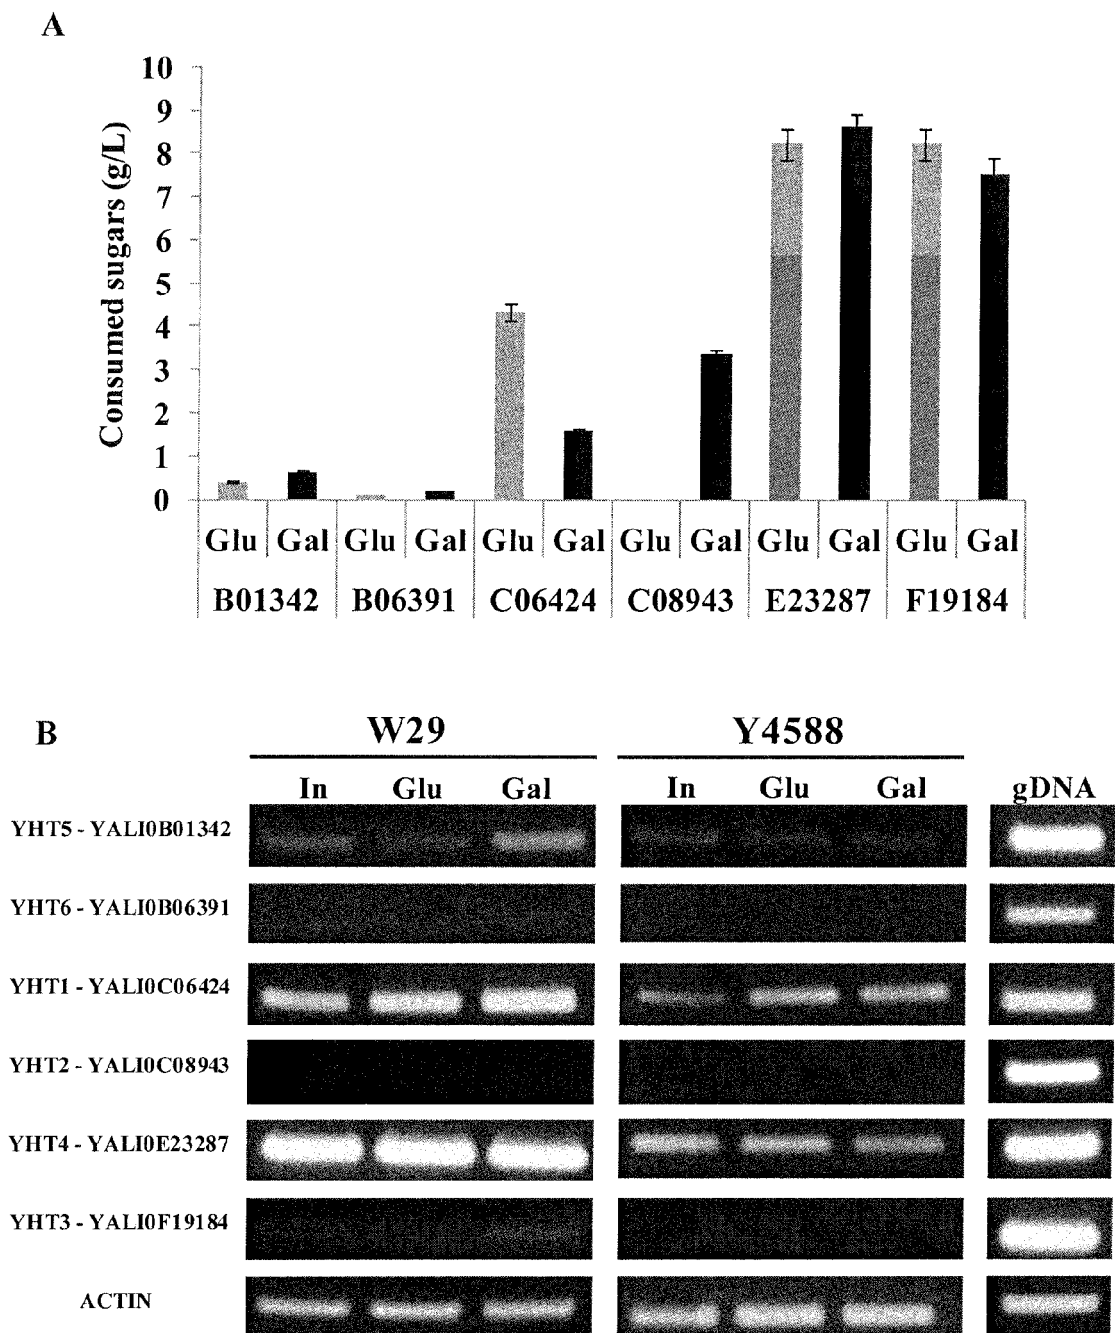 A
Consumed sugars (g/L)
10
9
8
7
6
5
4
3
2
1
0
Glu Gal Glu Gal Glu Gal Glu Gal Glu Gal Glu Gal
B01342 B06391 C06424 C08943 E23287 F19184
B
W29 Y4588
In Glu Gal In Glu Gal gDNA
YHT5 - YALI0B01342
YHT6 - YALI0B06391
YHT1 - YALI0C06424
YHT2 - YALI0C08943
YHT4 - YALI0E23287
YHT3 - YALI0F19184
ACTIN